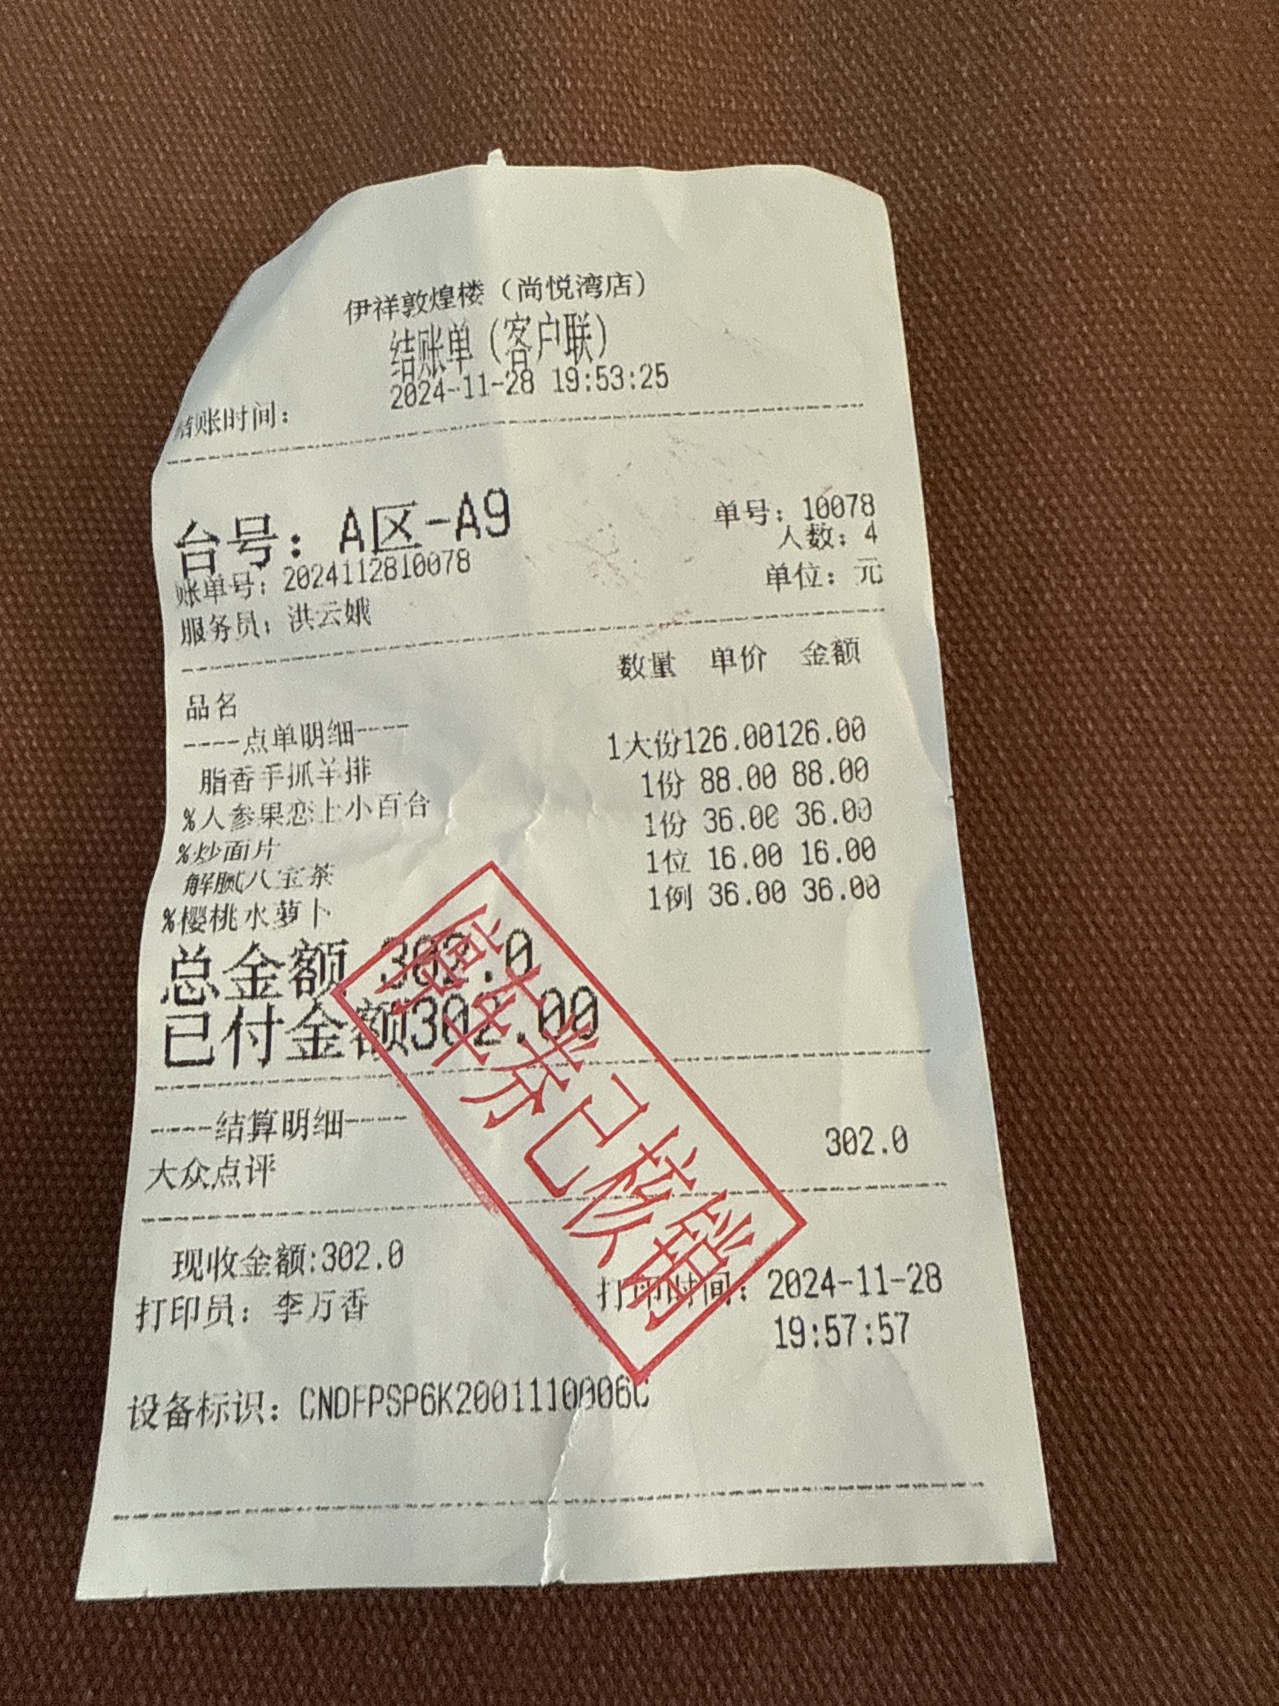 伊祥敦煌楼（尚悦湾店）
结账单（客户联）
结账时间： 2024-11-28 19:53:25
台号：A区-A9 单号：10078
人数：4
账单号：2024112810078 单位：元
服务员：洪云娥
品名 数量 单价 金额
----点单明细----
脂香手抓羊排 1大份126.00126.00
%人参果恋上小百合 1份 88.00 88.00
%炒面片 1份 36.00 36.00
解腻八宝茶 1位 16.00 16.00
%樱桃水萝卜 1例 36.00 36.00
总金额 302.0
已付金额302.00
----结算明细----
大众点评 302.0
现收金额:302.0
打印员：李万香 打印时间：2024-11-28
19:57:57
设备标识：CNDFPSP6K2001110006C
已核销